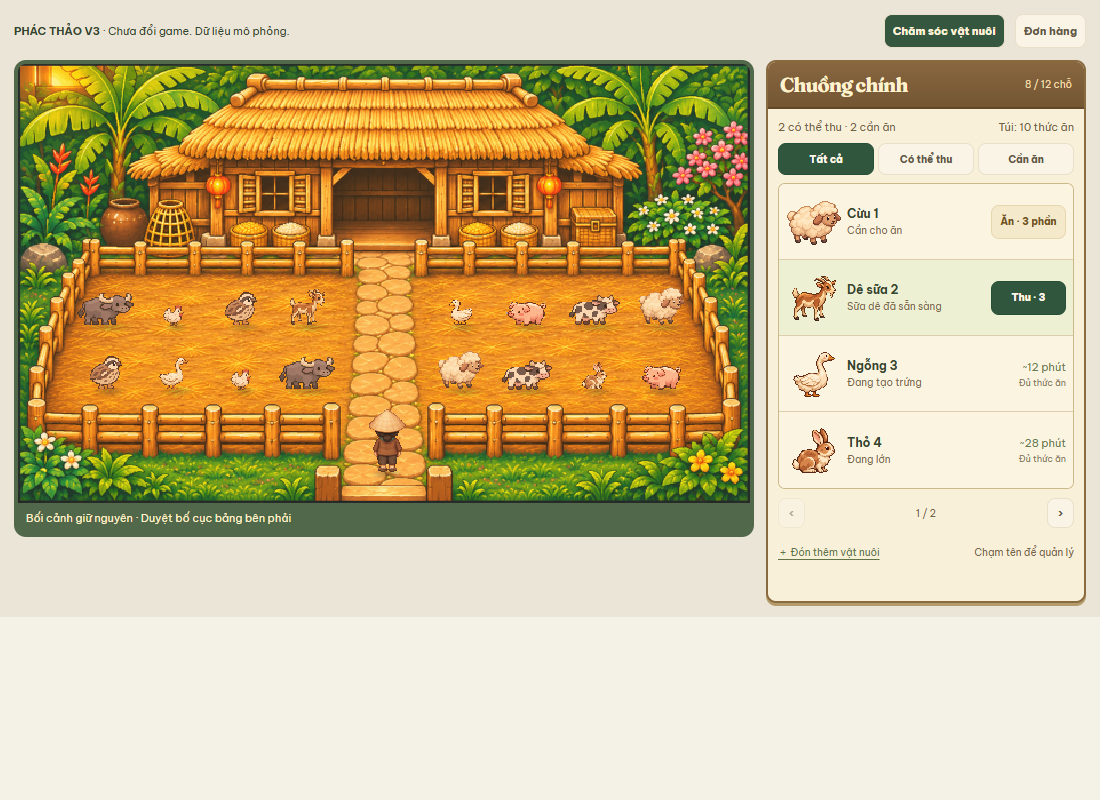 PHÁC THẢO V3 · Chưa đổi game. Dữ liệu mô phỏng.
Chăm sóc vật nuôi
Đơn hàng
Chuồng chính
8 / 12 chỗ
2 có thể thu · 2 cần ăn
Túi: 10 thức ăn
Tất cả
Có thể thu
Cần ăn
Cừu 1
Cần cho ăn
Ăn · 3 phần
Dê sữa 2
Sữa dê đã sẵn sàng
Thu · 3
Ngỗng 3
Đang tạo trứng
~12 phút
Đủ thức ăn
Thỏ 4
Đang lớn
~28 phút
Đủ thức ăn
‹
1 / 2
›
+ Đón thêm vật nuôi
Chạm tên để quản lý
Bối cảnh giữ nguyên · Duyệt bố cục bảng bên phải